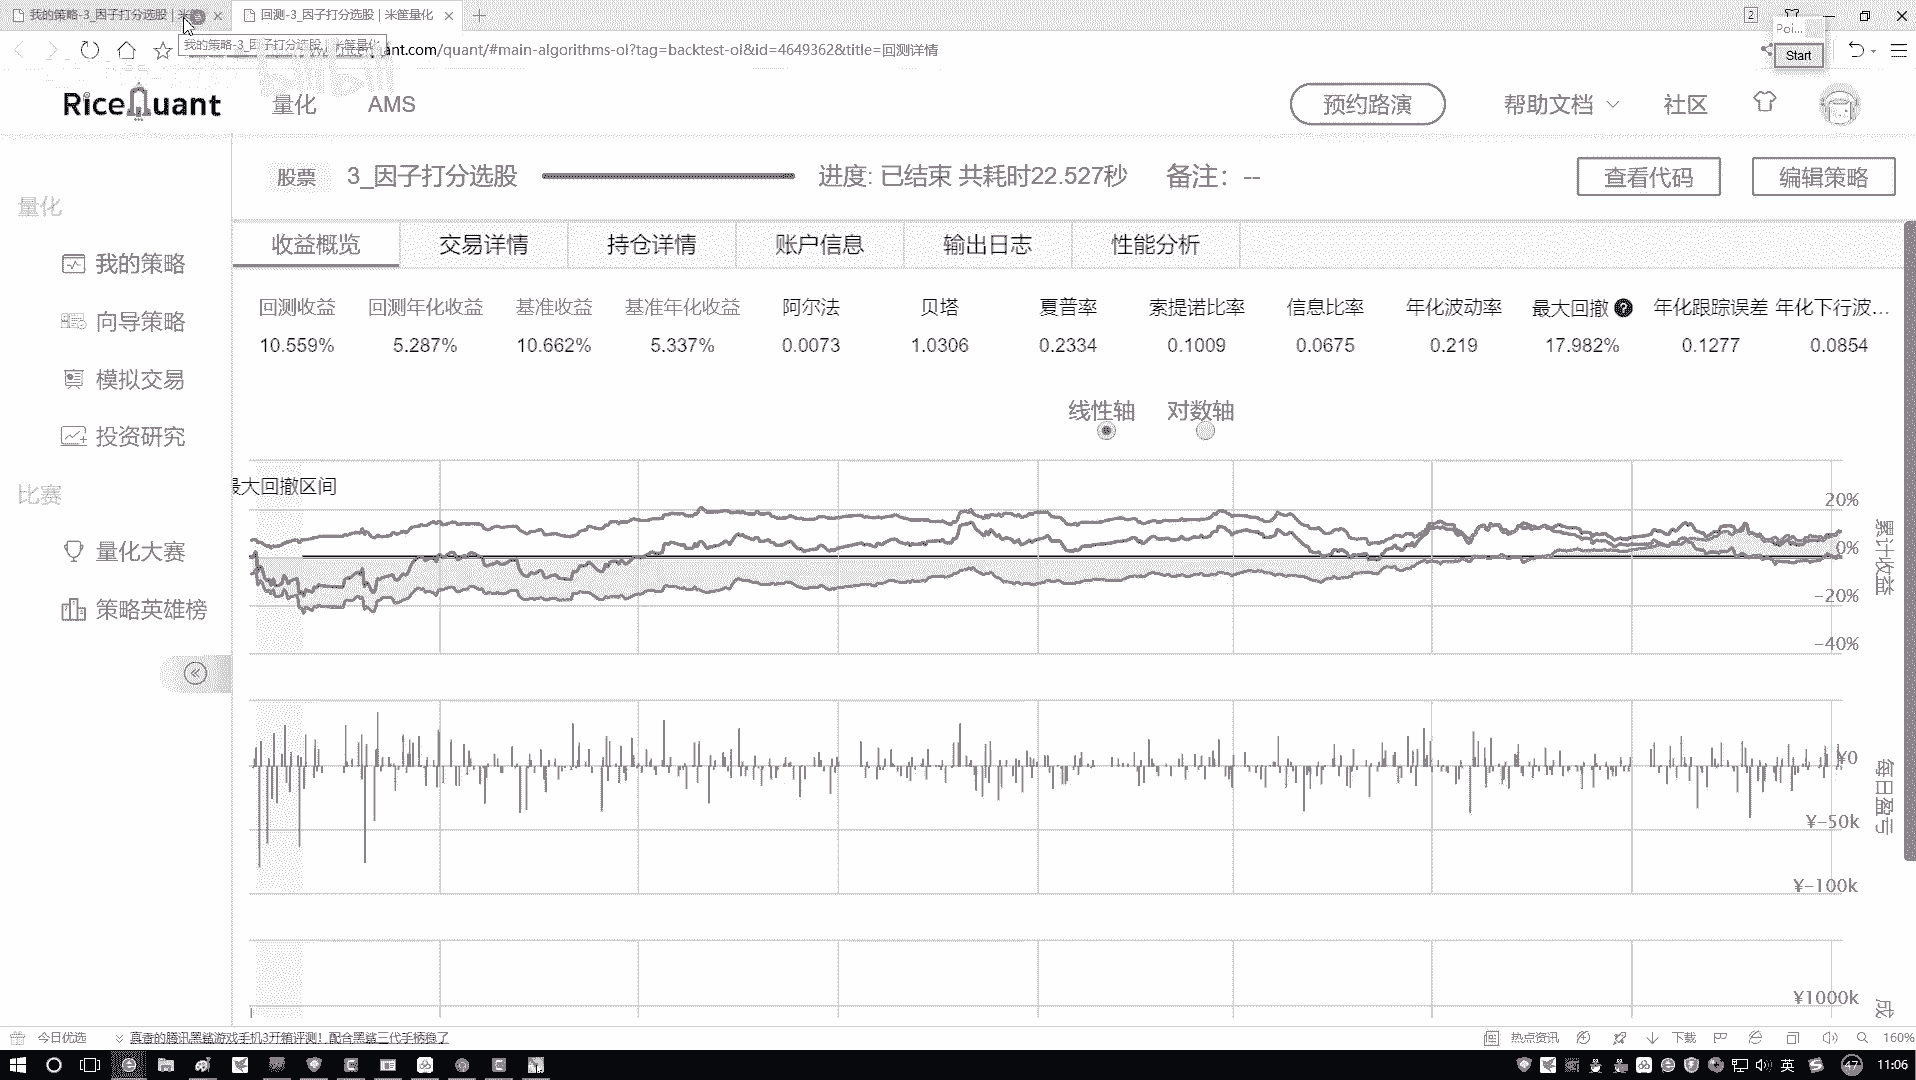 我的策略-3_因子打分选股 | 米筐
回测-3_因子打分选股 | 米筐量化
2
我的策略-3_因子打分选股 | 米筐量化
ricequant.com/quant/#main-algorithms-ol?tag=backtest-ol&id=4649362&title=回测详情
Poi...
Start
RiceQuant
量化
AMS
预约路演
帮助文档
社区
股票
3_因子打分选股
进度: 已结束 共耗时22.527秒
备注: --
查看代码
编辑策略
量化
我的策略
向导策略
模拟交易
投资研究
比赛
量化大赛
策略英雄榜
收益概览
交易详情
持仓详情
账户信息
输出日志
性能分析
回测收益 回测年化收益 基准收益 基准年化收益 阿尔法 贝塔 夏普率 索提诺比率 信息比率 年化波动率 最大回撤 年化跟踪误差 年化下行波...
10.559% 5.287% 10.662% 5.337% 0.0073 1.0306 0.2334 0.1009 0.0675 0.219 17.982% 0.1277 0.0854
线性轴 对数轴
最大回撤区间
20%
0%
-20%
-40%
累计收益
¥0
¥-50k
¥-100k
每日盈亏
¥1000k
成
今日优选
真香的腾讯黑鲨游戏手机3开箱评测！配合黑鲨三代手柄稳了
热点资讯
下载
160%
英
47
11:06